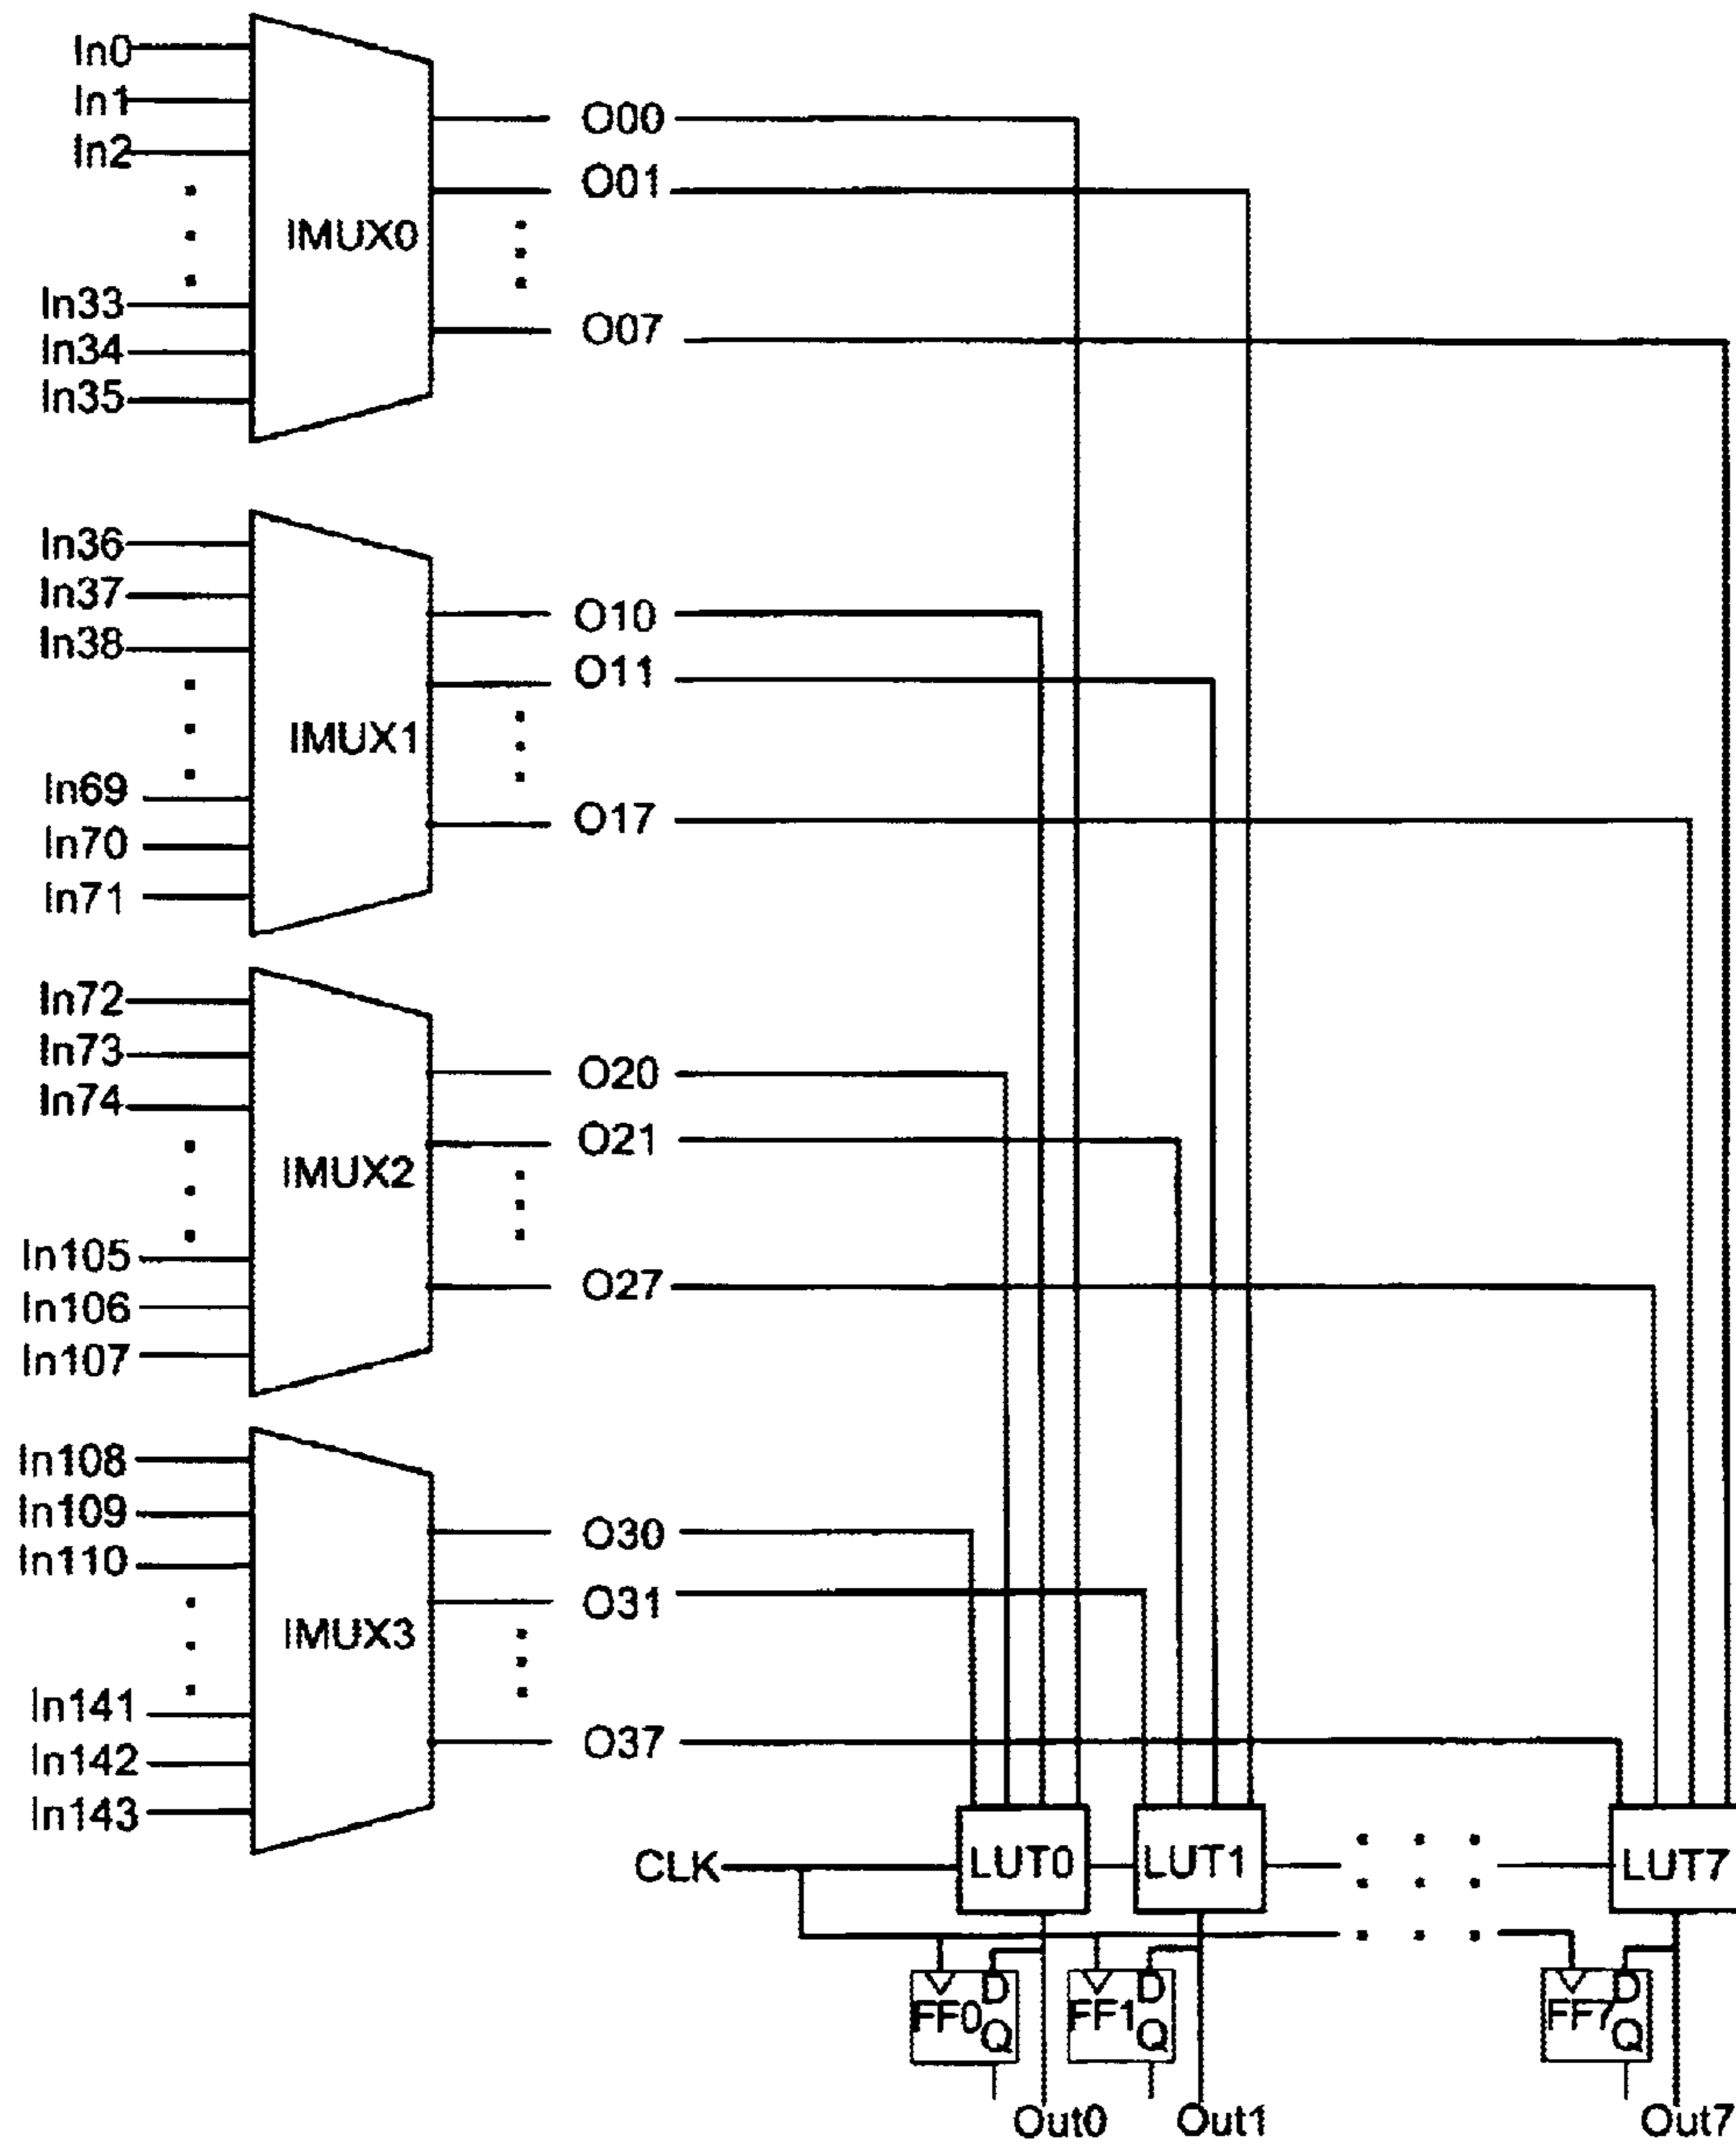 In0
In1
In2
In33
In34
In35
IMUX0
O00
O01
O07
In36
In37
In38
In69
In70
In71
IMUX1
O10
O11
O17
In72
In73
In74
In105
In106
In107
IMUX2
O20
O21
O27
In108
In109
In110
In141
In142
In143
IMUX3
O30
O31
O37
CLK
LUT0
LUT1
LUT7
FF0 D Q
FF1 D Q
FF7 D Q
Out0
Out1
Out7